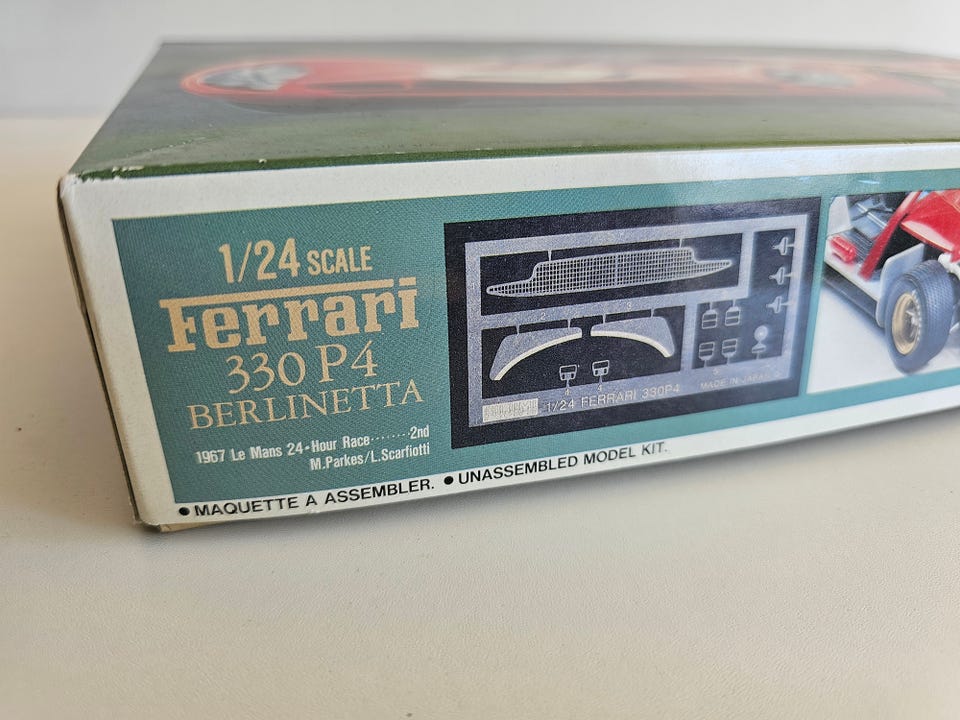 1/24 SCALE
Ferrari
330 P4
BERLINETTA
1967 Le Mans 24-Hour Race········2nd
M.Parkes/L.Scarfiotti
1/24 FERRARI 330P4
MADE IN JAPAN
• MAQUETTE A ASSEMBLER. • UNASSEMBLED MODEL KIT.